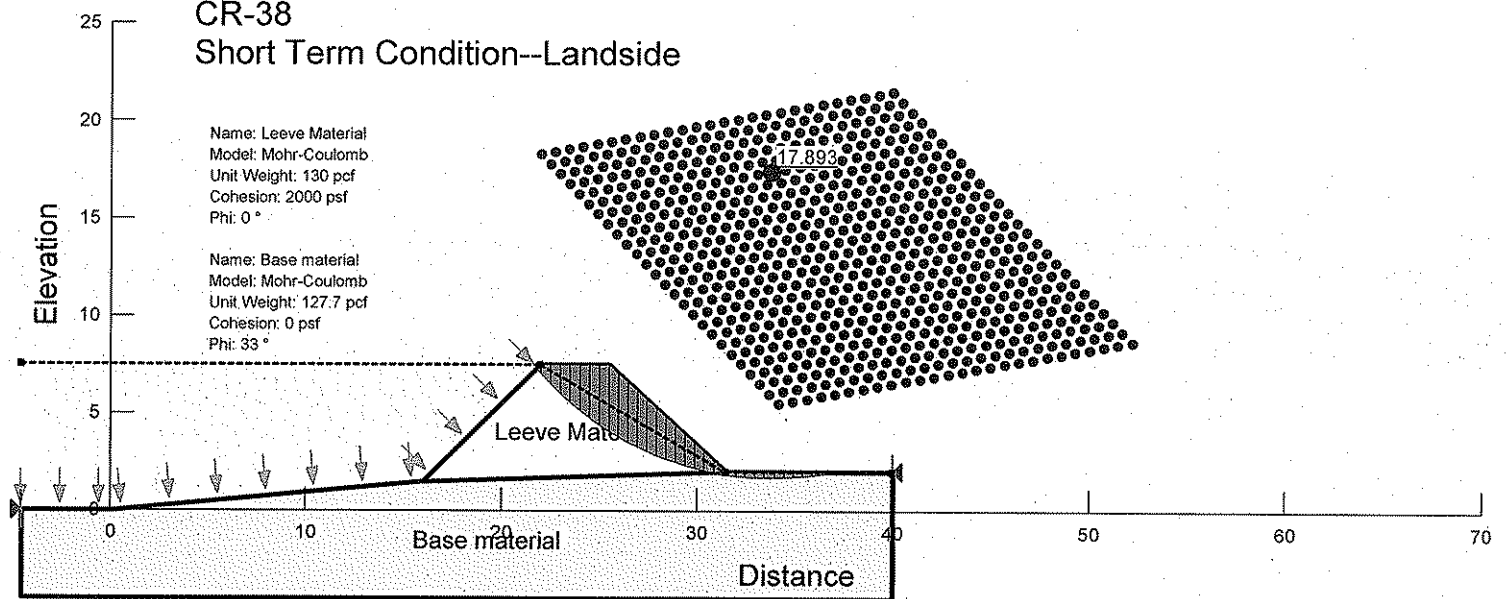 CR-38
Short Term Condition--Landside
Name: Leeve Material
Model: Mohr-Coulomb
Unit Weight: 130 pcf
Cohesion: 2000 psf
Phi: 0 °
Name: Base material
Model: Mohr-Coulomb
Unit Weight: 127.7 pcf
Cohesion: 0 psf
Phi: 33 °
17.893
Elevation
25
20
15
10
5
0
Leeve Mate
0 10 20 30 40 50 60 70
Base material
Distance